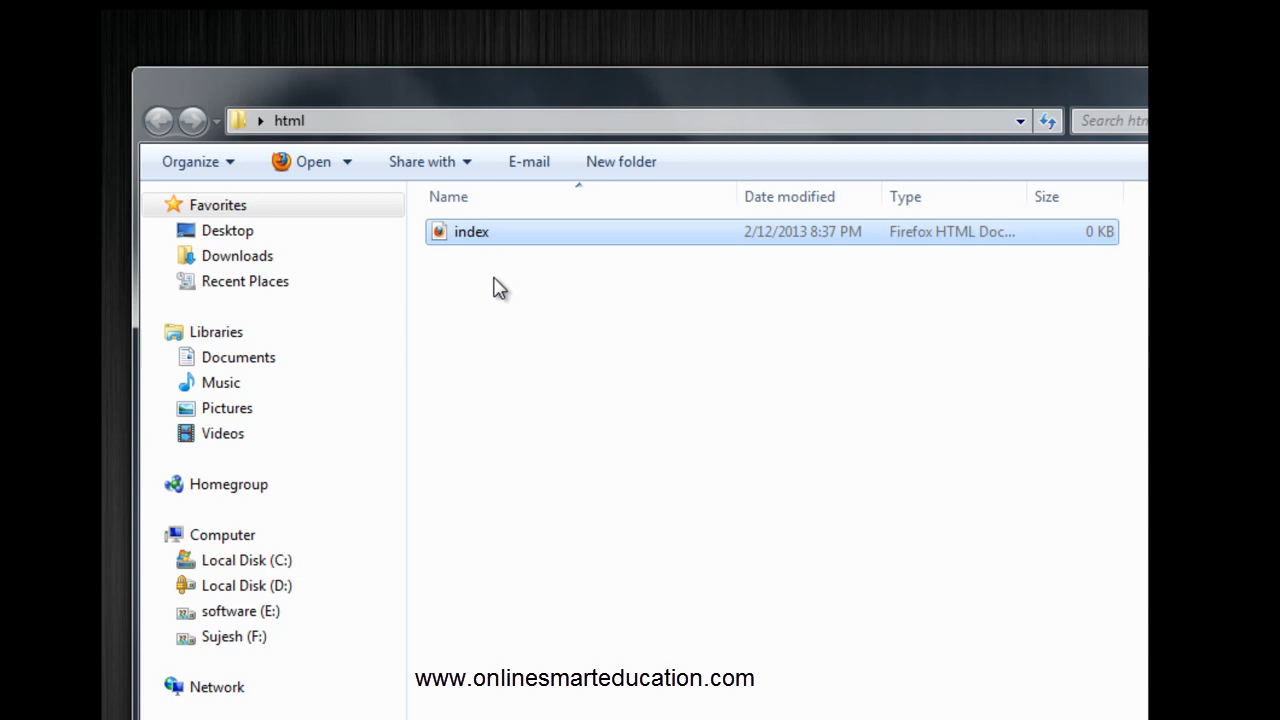 html
Search htm
Organize Open Share with E-mail New folder
Name Date modified Type Size
index 2/12/2013 8:37 PM Firefox HTML Doc... 0 KB
Favorites
Desktop
Downloads
Recent Places
Libraries
Documents
Music
Pictures
Videos
Homegroup
Computer
Local Disk (C:)
Local Disk (D:)
software (E:)
Sujesh (F:)
Network
www.onlinesmarteducation.com